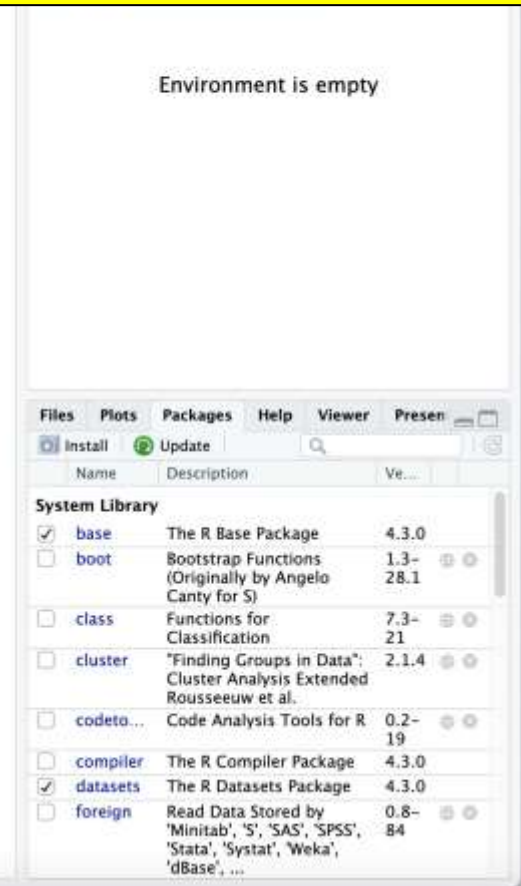 Environment is empty
Files Plots Packages Help Viewer Presen
Install Update
Name Description Ve...
System Library
base The R Base Package 4.3.0
boot Bootstrap Functions 1.3-
(Originally by Angelo 28.1
Canty for S)
class Functions for 7.3-
Classification 21
cluster "Finding Groups in Data": 2.1.4
Cluster Analysis Extended
Rousseeuw et al.
codeto... Code Analysis Tools for R 0.2-
19
compiler The R Compiler Package 4.3.0
datasets The R Datasets Package 4.3.0
foreign Read Data Stored by 0.8-
'Minitab', 'S', 'SAS', 'SPSS', 84
'Stata', 'Systat', 'Weka',
'dBase', ...